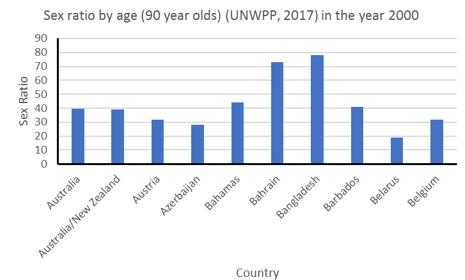 Sex ratio by age (90 year olds) (UNWPP, 2017) in the year 2000
90
80
70
60
50
40
30
20
10
0
Sex Ratio
Australia
Australia/New Zealand
Austria
Azerbaijan
Bahamas
Bahrain
Bangladesh
Barbados
Belarus
Belgium
Country